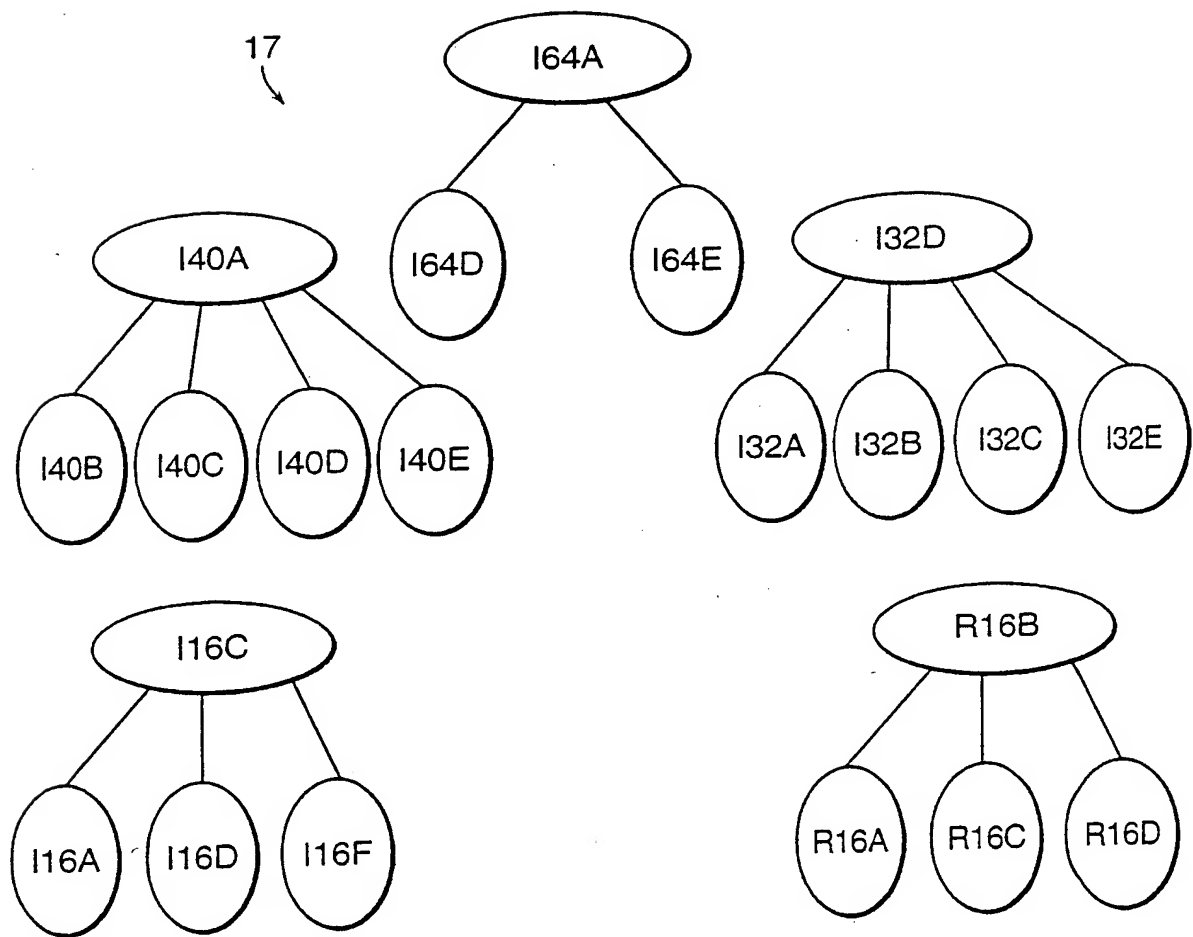 17
I64A
I64D
I64E
I40A
I40B
I40C
I40D
I40E
I32D
I32A
I32B
I32C
I32E
I16C
I16A
I16D
I16F
R16B
R16A
R16C
R16D